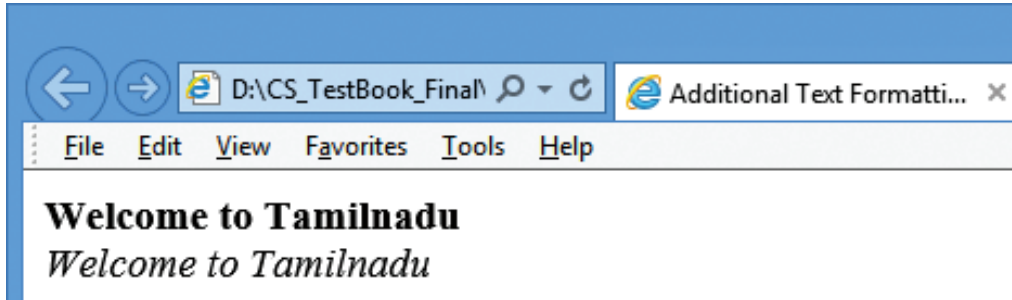 D:\CS_TestBook_Final\ Additional Text Formatti...
File Edit View Favorites Tools Help
Welcome to Tamilnadu
Welcome to Tamilnadu